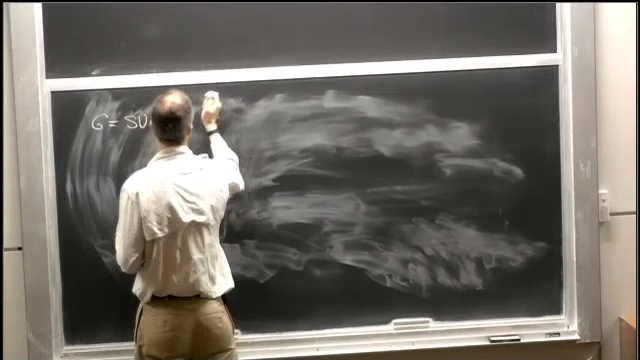 G = SU